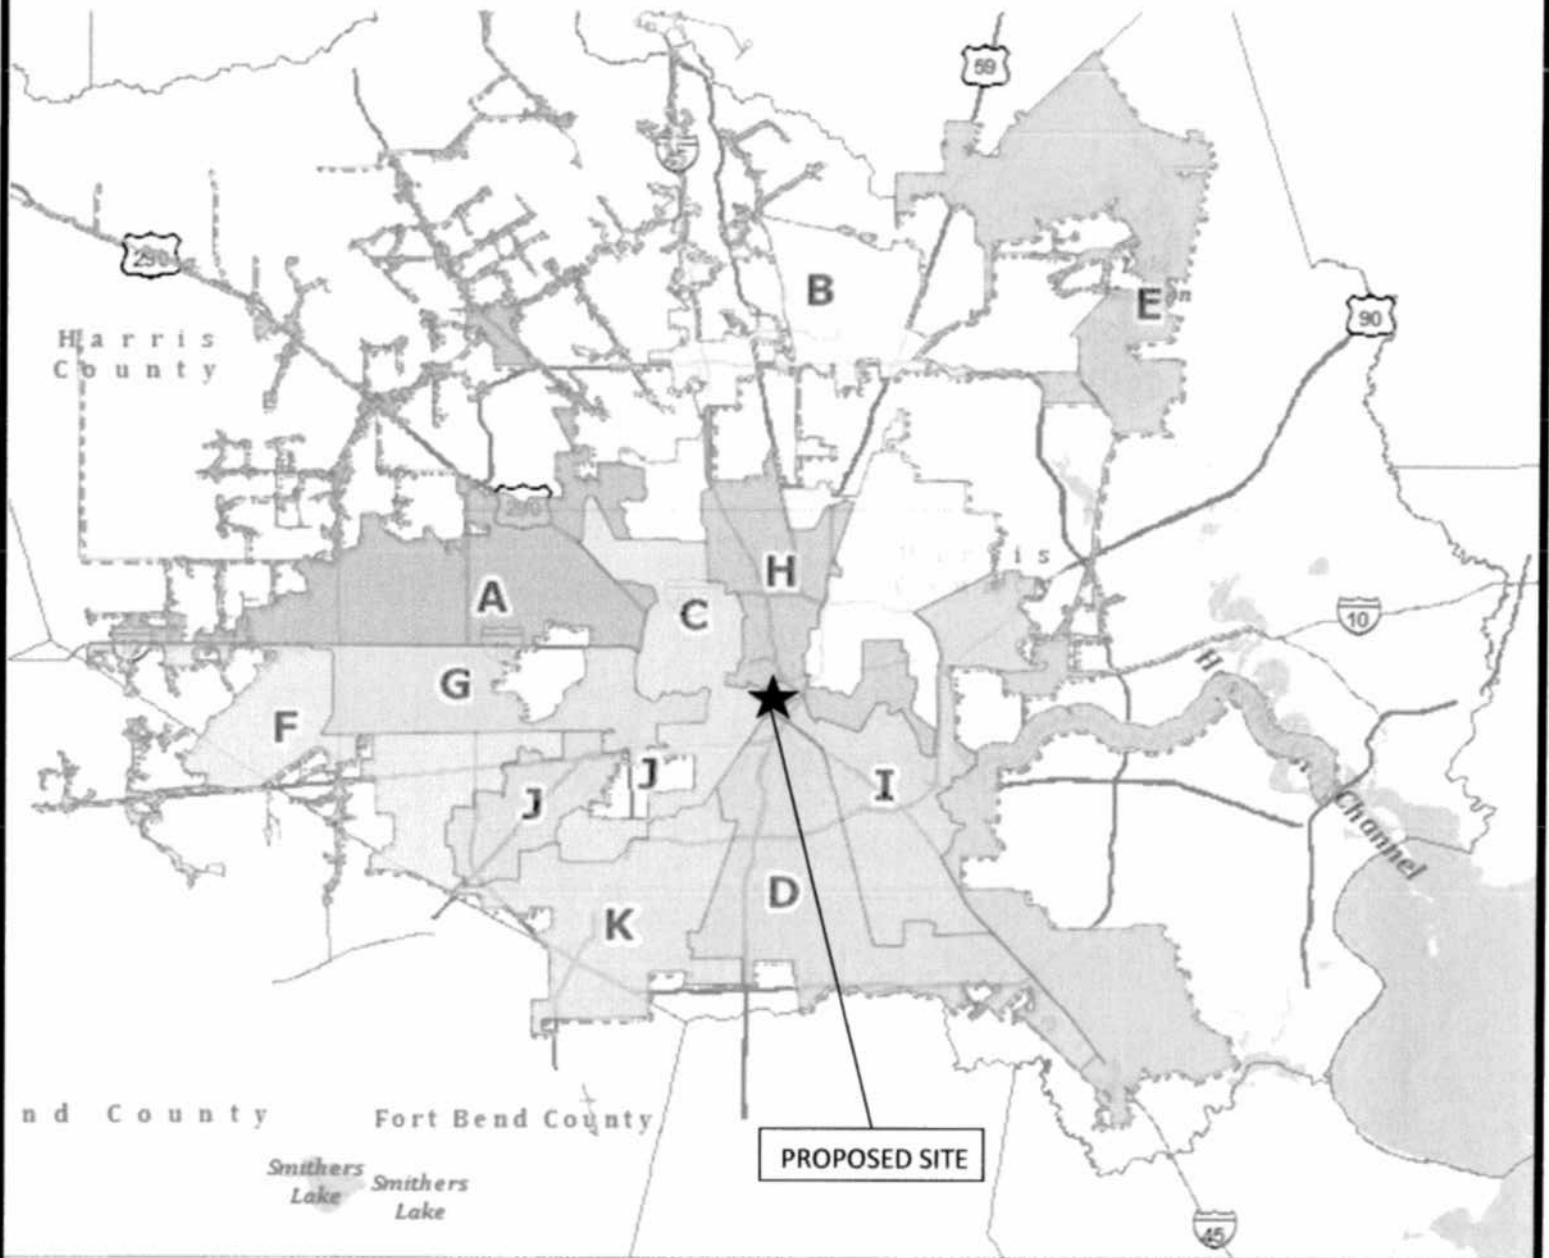 59
290
B
E
90
Harris
County
290
H
A
C
10
G
F
J
J
I
H
Channel
D
K
nd County
Fort Bend County
PROPOSED SITE
Smithers
Lake
Smithers
Lake
45